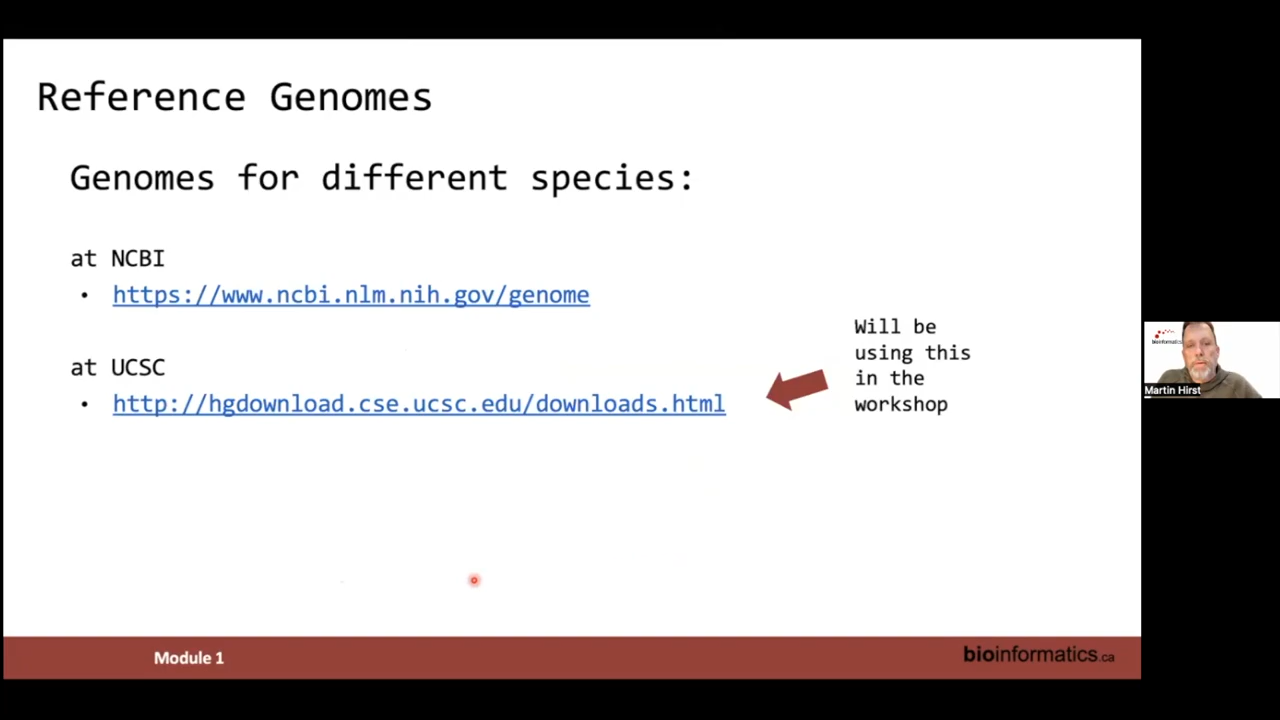 Reference Genomes
Genomes for different species:
at NCBI
• https://www.ncbi.nlm.nih.gov/genome
at UCSC
• http://hgdownload.cse.ucsc.edu/downloads.html
Will be
using this
in the
workshop
bioinformatics
Martin Hirst
Module 1
bioinformatics.ca